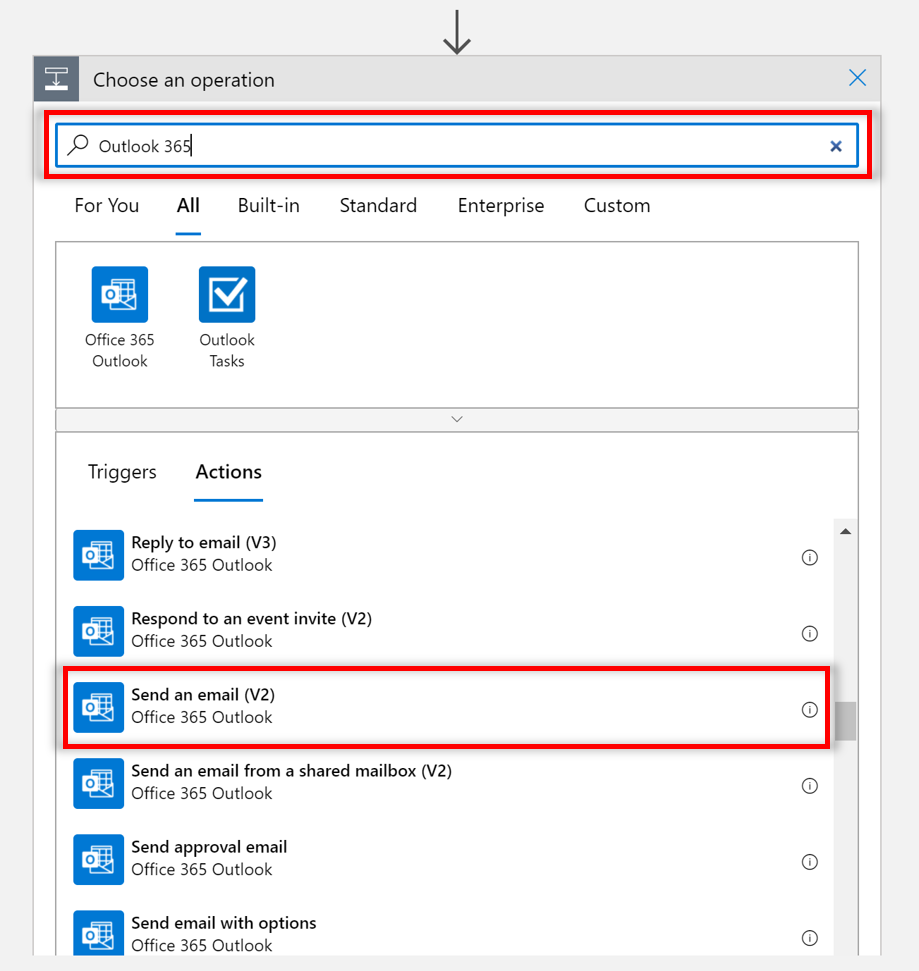 Choose an operation
Outlook 365
For You All Built-in Standard Enterprise Custom
Office 365 Outlook
Outlook Tasks
Triggers Actions
Reply to email (V3)
Office 365 Outlook
Respond to an event invite (V2)
Office 365 Outlook
Send an email (V2)
Office 365 Outlook
Send an email from a shared mailbox (V2)
Office 365 Outlook
Send approval email
Office 365 Outlook
Send email with options
Office 365 Outlook